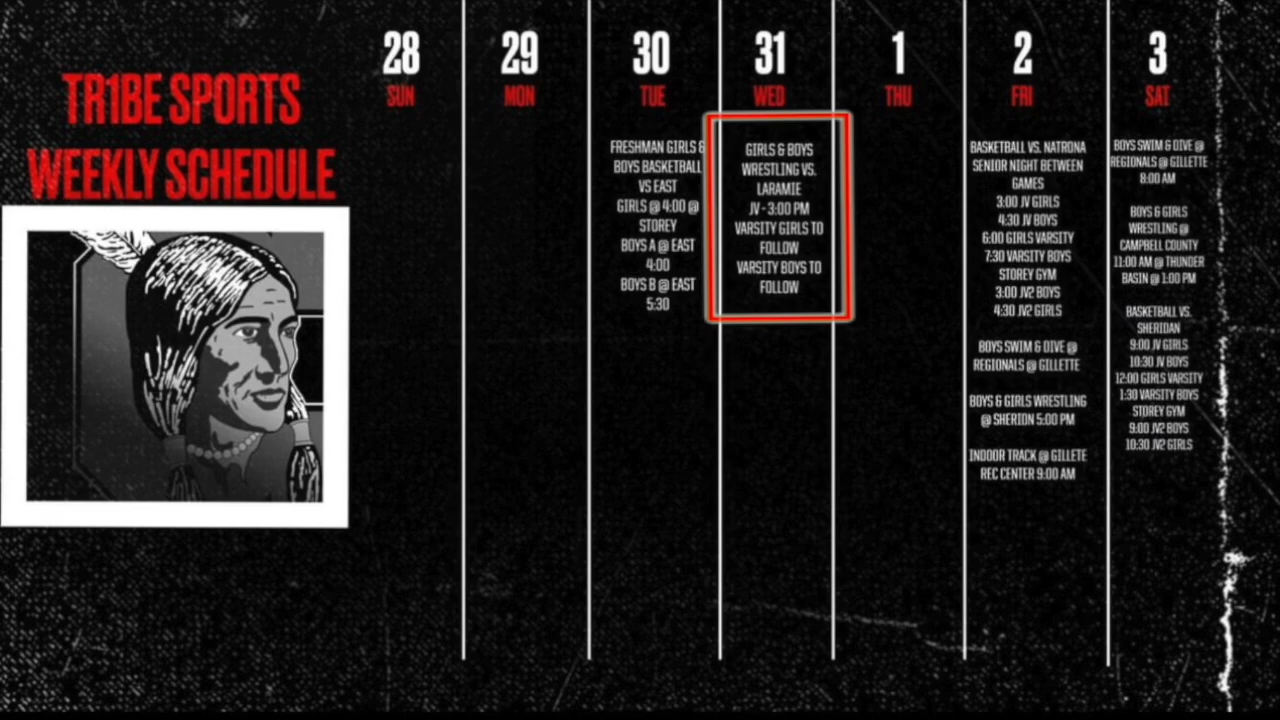 TR1BE SPORTS
WEEKLY SCHEDULE
28
SUN
29
MON
30
TUE
FRESHMAN GIRLS &
BOYS BASKETBALL
VS EAST
GIRLS @ 4:00 @
STOREY
BOYS A @ EAST
4:00
BOYS B @ EAST
5:30
31
WED
GIRLS & BOYS
WRESTLING VS.
LARAMIE
JV - 3:00 PM
VARSITY GIRLS TO
FOLLOW
VARSITY BOYS TO
FOLLOW
1
THU
2
FRI
BASKETBALL VS. NATRONA
SENIOR NIGHT BETWEEN
GAMES
3:00 JV GIRLS
4:30 JV BOYS
6:00 GIRLS VARSITY
7:30 VARSITY BOYS
STOREY GYM
3:00 JV2 BOYS
4:30 JV2 GIRLS
BOYS SWIM & DIVE @
REGIONALS @ GILLETTE
BOYS & GIRLS WRESTLING
@ SHERION 5:00 PM
INDOOR TRACK @ GILLETE
REC CENTER 9:00 AM
3
SAT
BOYS SWIM & DIVE @
REGIONALS @ GILLETTE
8:00 AM
BOYS & GIRLS
WRESTLING @
CAMPBELL COUNTY
11:00 AM @ THUNDER
BASIN @ 1:00 PM
BASKETBALL VS.
SHERIDAN
9:00 JV GIRLS
10:30 JV BOYS
12:00 GIRLS VARSITY
1:30 VARSITY BOYS
STOREY GYM
9:00 JV2 BOYS
10:30 JV2 GIRLS